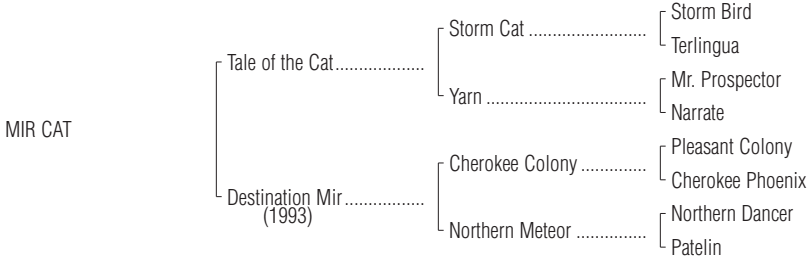 Storm Bird
Storm Cat ..........................
Terlingua
Tale of the Cat...................
Mr. Prospector
Yarn ...................................
Narrate
MIR CAT
Pleasant Colony
Cherokee Colony ..............
Cherokee Phoenix
Destination Mir.................
(1993)
Northern Dancer
Northern Meteor ...............
Patelin